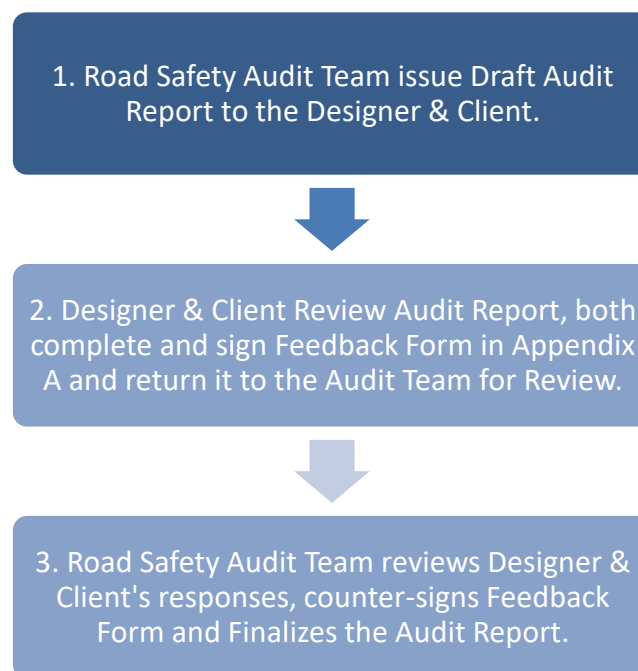 1. Road Safety Audit Team issue Draft Audit
Report to the Designer & Client.
2. Designer & Client Review Audit Report, both
complete and sign Feedback Form in Appendix
A and return it to the Audit Team for Review.
3. Road Safety Audit Team reviews Designer &
Client's responses, counter-signs Feedback
Form and Finalizes the Audit Report.